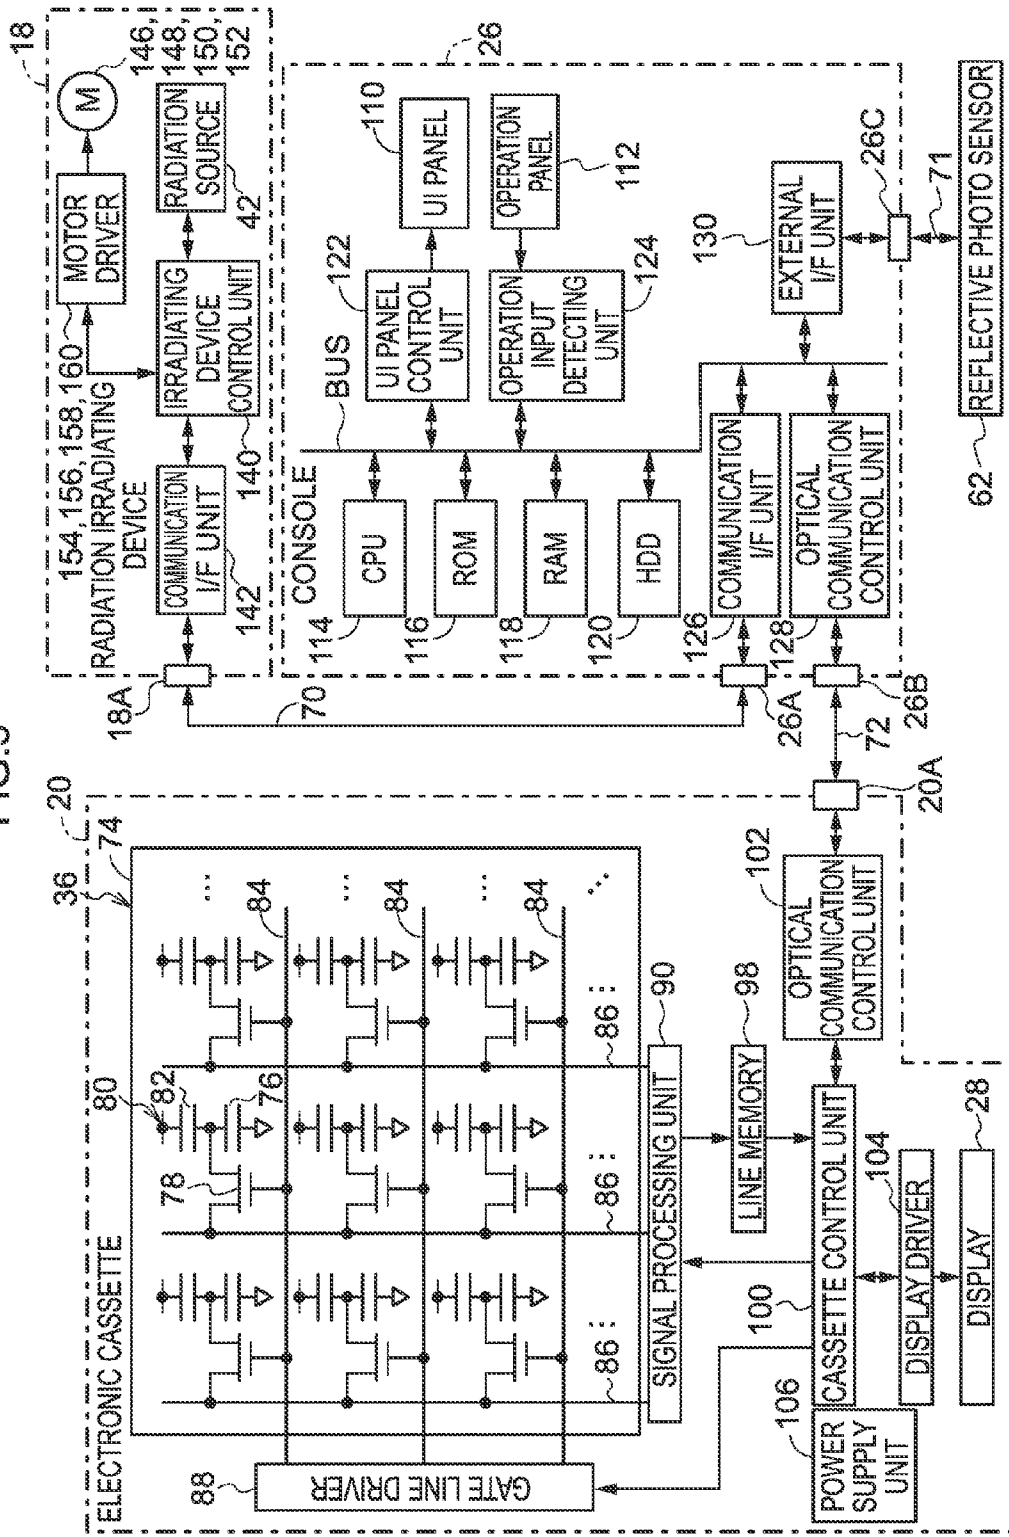 ELECTRONIC CASSETTE
20
36
74
80
82
76
78
84
84
84
86
86
86
88
GATE LINE DRIVER
SIGNAL PROCESSING UNIT
90
LINE MEMORY
98
106
POWER
SUPPLY
UNIT
100
CASSETTE CONTROL UNIT
104
DISPLAY DRIVER
DISPLAY
28
102
OPTICAL
COMMUNICATION
CONTROL UNIT
20A
72
70
18A
26A
26B
18
154, 156, 158, 160
RADIATION IRRADIATING
DEVICE
MOTOR
DRIVER
M
146,
148,
150,
152
142
COMMUNICATION
I/F UNIT
140
IRRADIATING
DEVICE
CONTROL UNIT
42
RADIATION
SOURCE
CONSOLE
26
BUS
114
CPU
116
ROM
118
RAM
120
HDD
126
COMMUNICATION
I/F UNIT
128
OPTICAL
COMMUNICATION
CONTROL UNIT
122
UI PANEL
CONTROL
UNIT
110
UI PANEL
OPERATION
INPUT
DETECTING
UNIT
124
OPERATION
PANEL
112
130
EXTERNAL
I/F UNIT
26C
71
62
REFLECTIVE PHOTO SENSOR